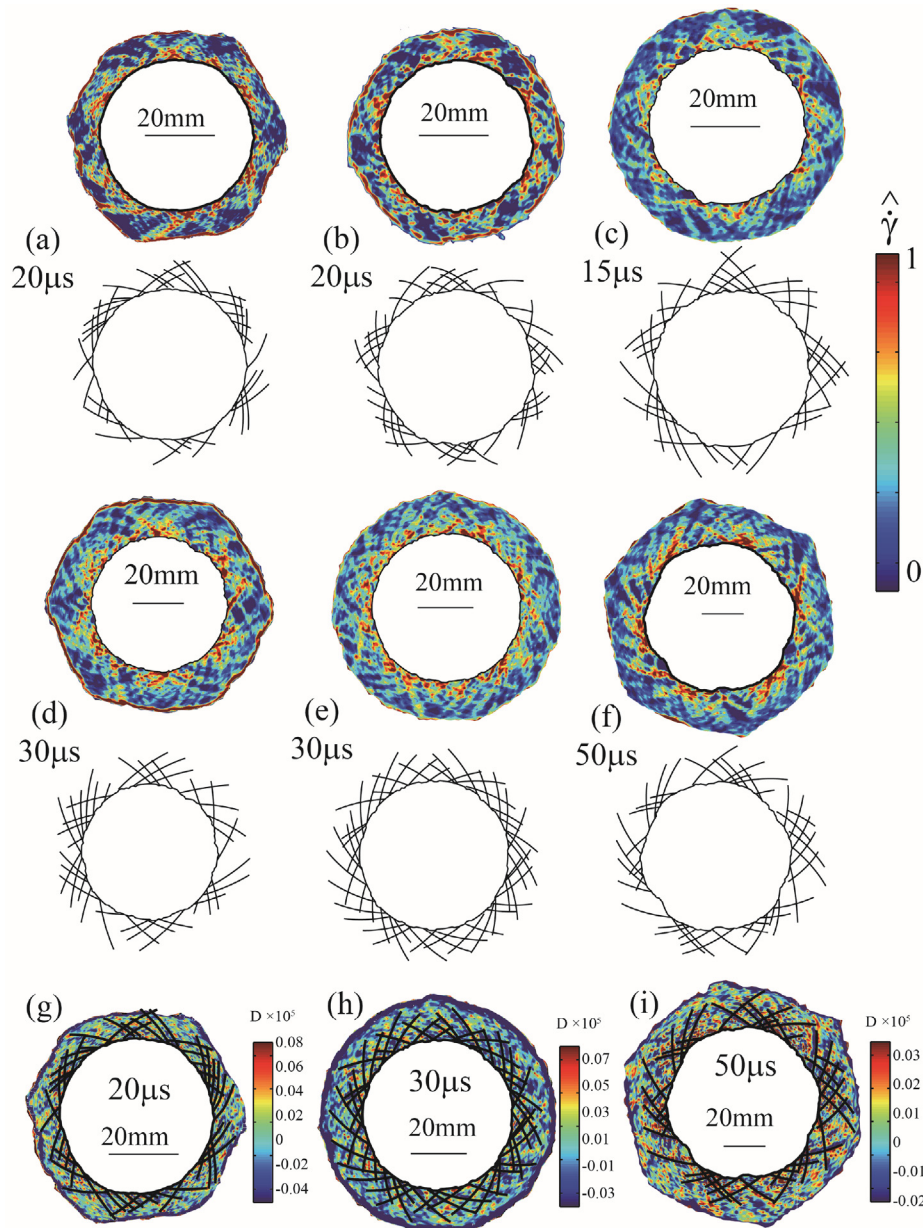 20mm
20mm
20mm
(a)
20μs
(b)
20μs
(c)
15μs
γ̂̇
1
0
20mm
20mm
20mm
(d)
30μs
(e)
30μs
(f)
50μs
(g)
20μs
20mm
D ×10⁵
0.08
0.06
0.04
0.02
0
-0.02
-0.04
(h)
30μs
20mm
D ×10⁵
0.07
0.05
0.03
0.01
-0.01
-0.03
(i)
50μs
20mm
D ×10⁵
0.03
0.02
0.01
0
-0.01
-0.02